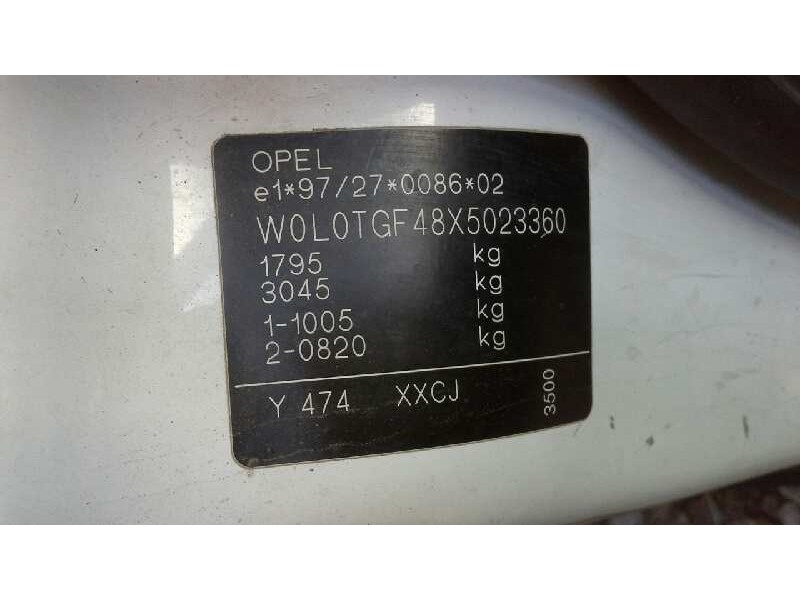 OPEL
e1*97/27*0086*02
W0L0TGF48X5023360
1795 kg
3045 kg
1-1005 kg
2-0820 kg
Y 474 XXCJ 3500